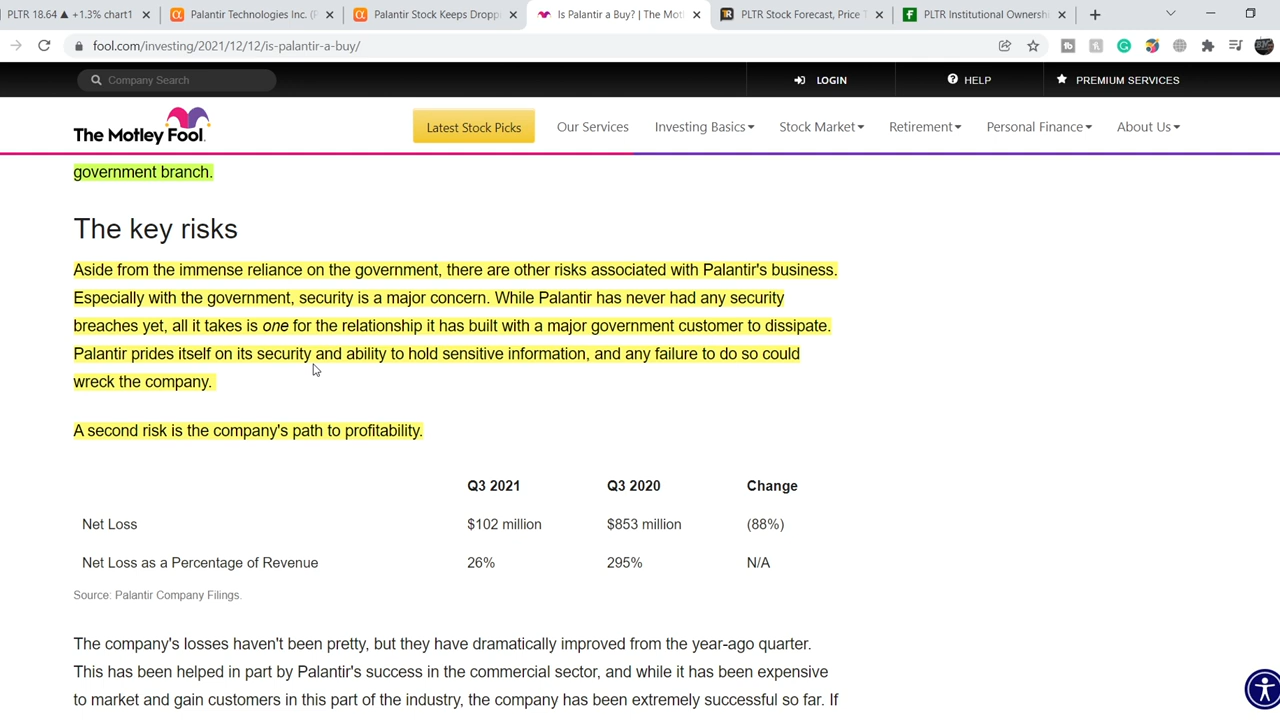 PLTR 18.64 ▲ +1.3% chart1
Palantir Technologies Inc. (P
Palantir Stock Keeps Droppi
Is Palantir a Buy? | The Motl
PLTR Stock Forecast, Price T
PLTR Institutional Ownershi
fool.com/investing/2021/12/12/is-palantir-a-buy/
Company Search
LOGIN
HELP
PREMIUM SERVICES
The Motley Fool.
Latest Stock Picks
Our Services
Investing Basics
Stock Market
Retirement
Personal Finance
About Us
government branch.
The key risks
Aside from the immense reliance on the government, there are other risks associated with Palantir's business.
Especially with the government, security is a major concern. While Palantir has never had any security
breaches yet, all it takes is one for the relationship it has built with a major government customer to dissipate.
Palantir prides itself on its security and ability to hold sensitive information, and any failure to do so could
wreck the company.
A second risk is the company's path to profitability.
Q3 2021 Q3 2020 Change
Net Loss $102 million $853 million (88%)
Net Loss as a Percentage of Revenue 26% 295% N/A
Source: Palantir Company Filings.
The company's losses haven't been pretty, but they have dramatically improved from the year-ago quarter.
This has been helped in part by Palantir's success in the commercial sector, and while it has been expensive
to market and gain customers in this part of the industry, the company has been extremely successful so far. If